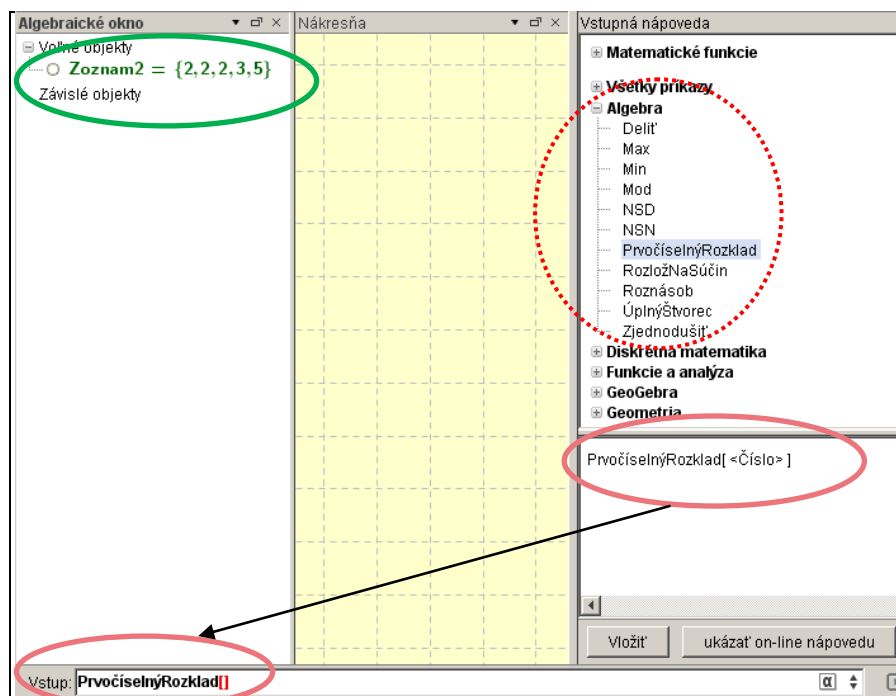 Algebraické okno
Voľné objekty
Zoznam2 = {2,2,2,3,5}
Závislé objekty
Nákresňa
Vstupná nápoveda
Matematické funkcie
Všetky príkazy
Algebra
Deliť
Max
Min
Mod
NSD
NSN
PrvočíselnýRozklad
RozložNaSúčin
Roznásob
ÚplnýŠtvorec
Zjednodušiť
Diskrétna matematika
Funkcie a analýza
GeoGebra
Geometria
PrvočíselnýRozklad[ <Číslo> ]
Vložiť
ukázať on-line nápovedu
Vstup: PrvočíselnýRozklad[]
α